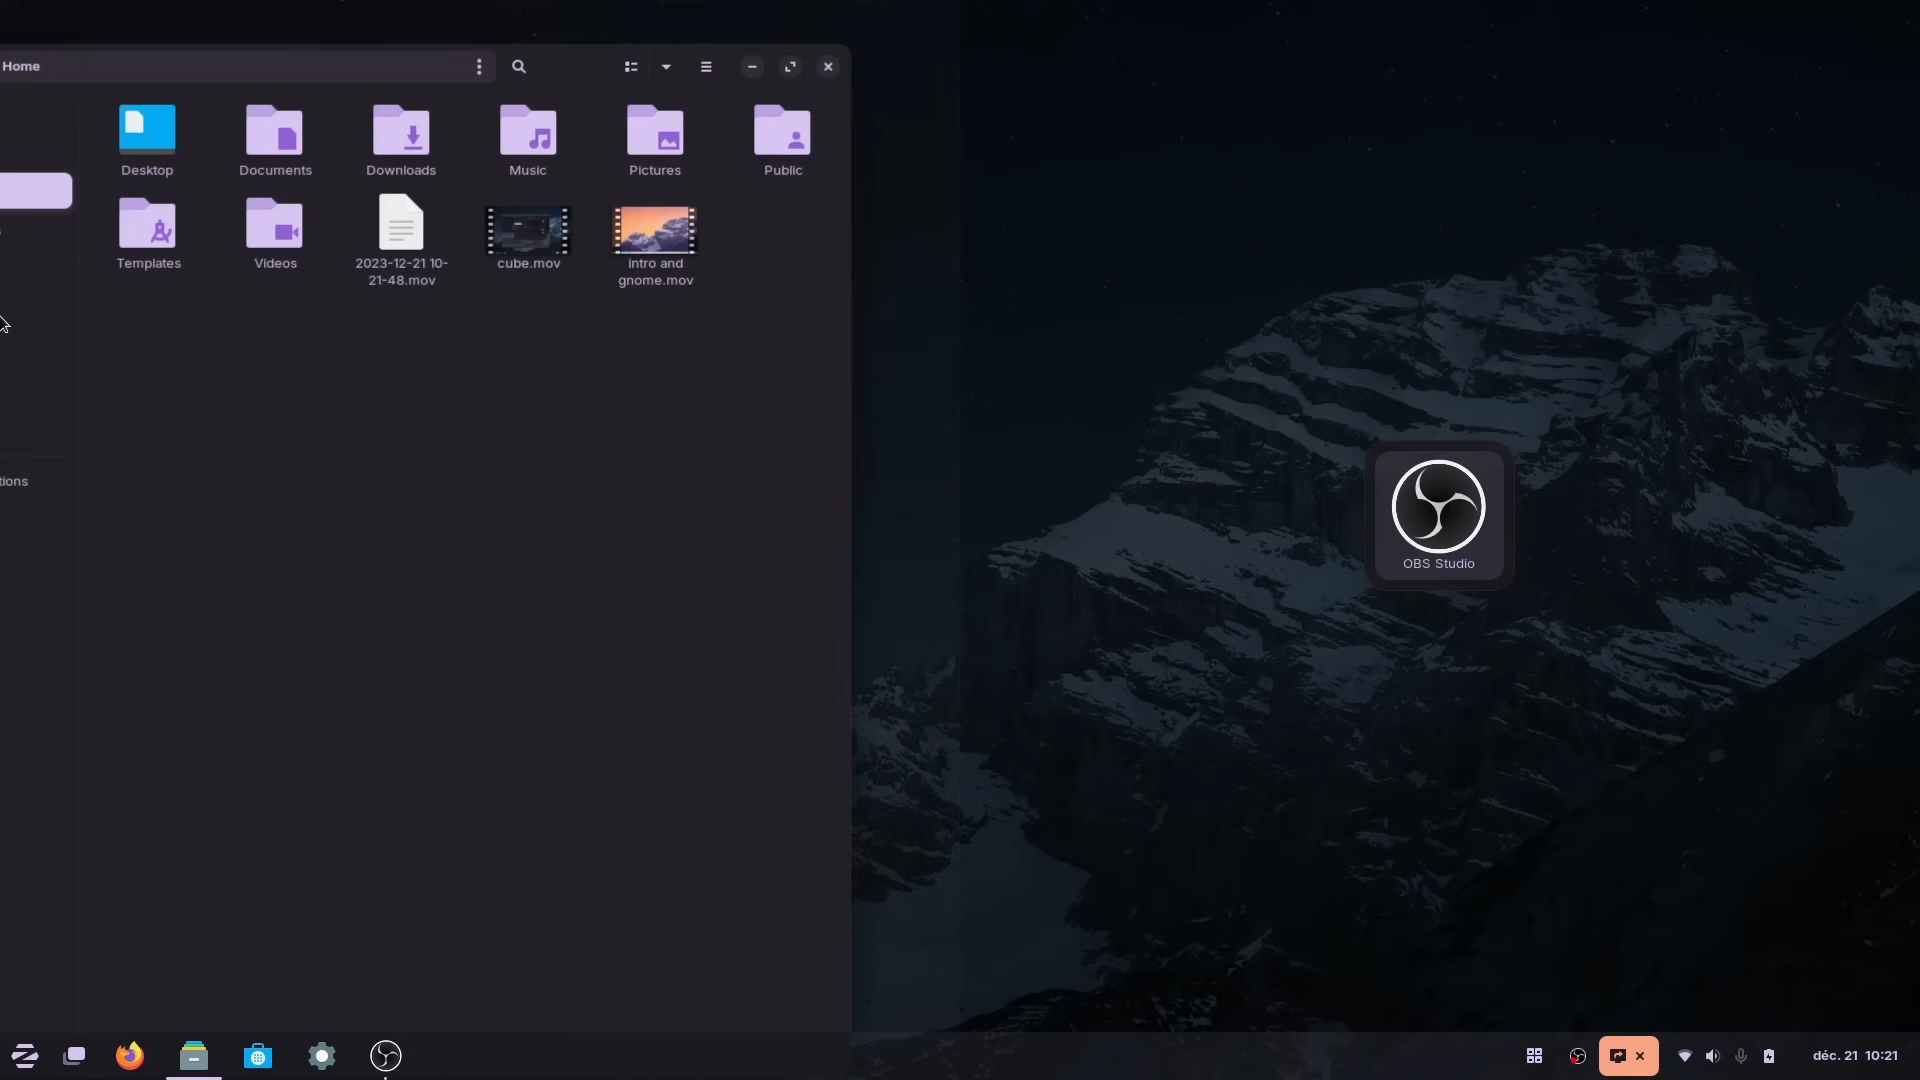 Home
Desktop
Documents
Downloads
Music
Pictures
Public
Templates
Videos
2023-12-21 10-
21-48.mov
cube.mov
intro and
gnome.mov
tions
OBS Studio
déc. 21 10:21